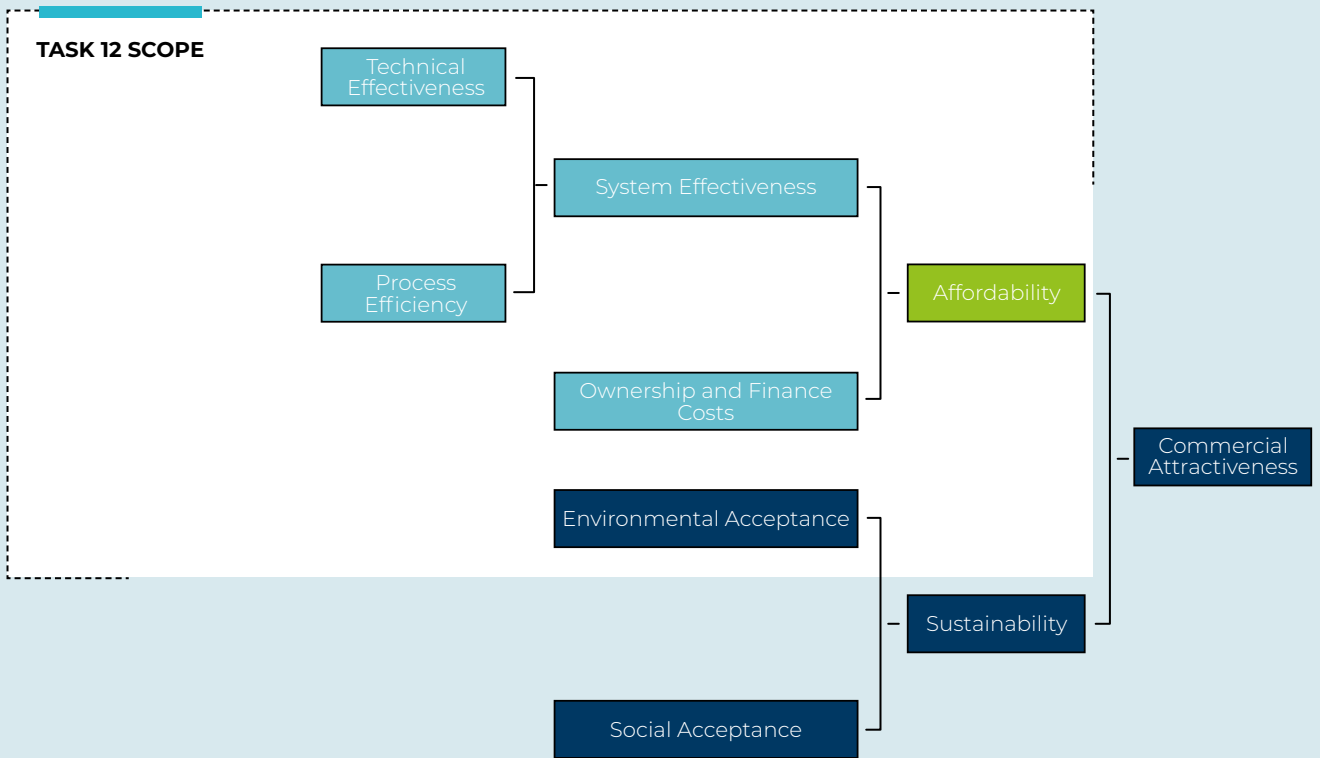 TASK 12 SCOPE
Technical
Effectiveness
System Effectiveness
Process
Efficiency
Affordability
Ownership and Finance
Costs
Commercial
Attractiveness
Environmental Acceptance
Sustainability
Social Acceptance